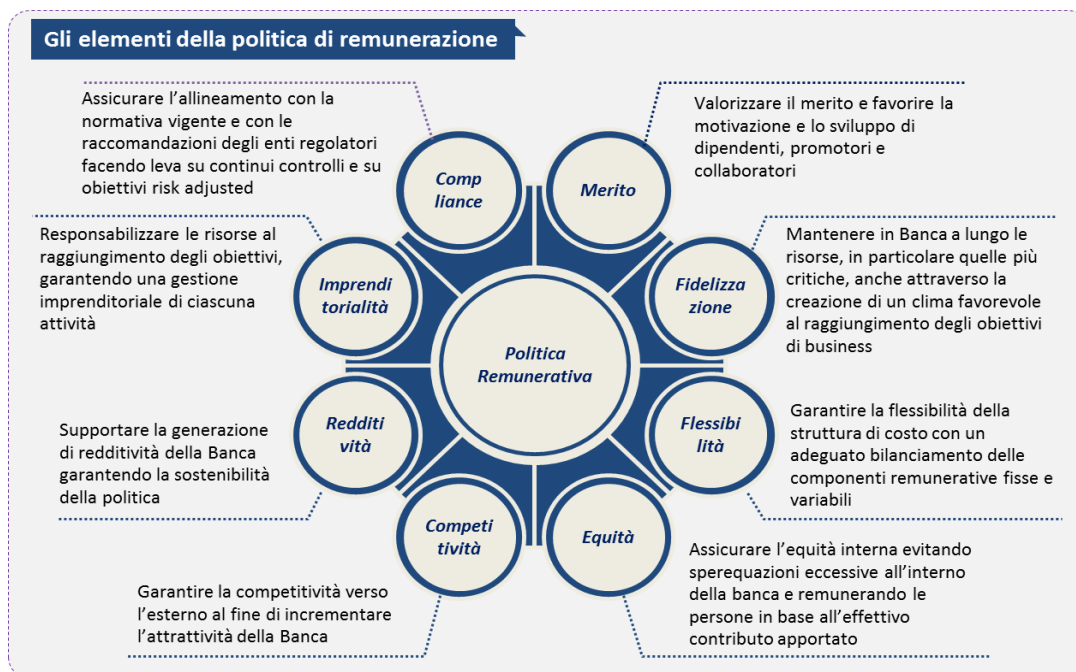 Gli elementi della politica di remunerazione
Assicurare l’allineamento con la
normativa vigente e con le
raccomandazioni degli enti regolatori
facendo leva su continui controlli e su
obiettivi risk adjusted
Comp
liance
Merito
Valorizzare il merito e favorire la
motivazione e lo sviluppo di
dipendenti, promotori e
collaboratori
Responsabilizzare le risorse al
raggiungimento degli obiettivi,
garantendo una gestione
imprenditoriale di ciascuna
attività
Imprendi
torialità
Fidelizza
zione
Mantenere in Banca a lungo le
risorse, in particolare quelle più
critiche, anche attraverso la
creazione di un clima favorevole
al raggiungimento degli obiettivi
di business
Politica
Remunerativa
Supportare la generazione
di redditività della Banca
garantendo la sostenibilità
della politica
Redditi
vità
Flessibi
lità
Garantire la flessibilità della
struttura di costo con un
adeguato bilanciamento delle
componenti remunerative fisse e
variabili
Garantire la competitività verso
l’esterno al fine di incrementare
l’attrattività della Banca
Competi
tività
Equità
Assicurare l’equità interna evitando
sperequazioni eccessive all’interno
della banca e remunerando le
persone in base all’effettivo
contributo apportato